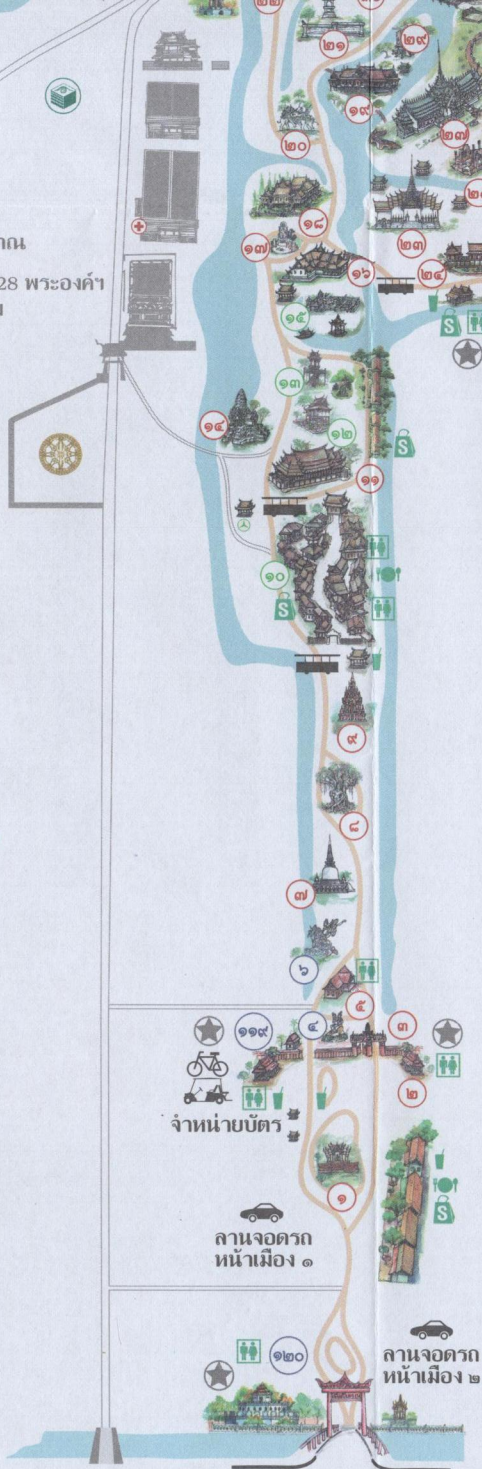 ๒๒
๒๑
๒๙
๑๙
๒๐
๒๗
๑๘
๑๗
๒๓
๒๔
๑๖
าณ
28 พระองค์ฯ
๑๕
๑๓
๑๔
๑๒
S
S
๑๑
๑๐
S
๙
๘
๗
๖
๕
๑๑๙
๔
๓
๒
จำหน่ายบัตร
๑
S
ลานจอดรถ
หน้าเมือง ๑
๑๒๐
ลานจอดรถ
หน้าเมือง ๒